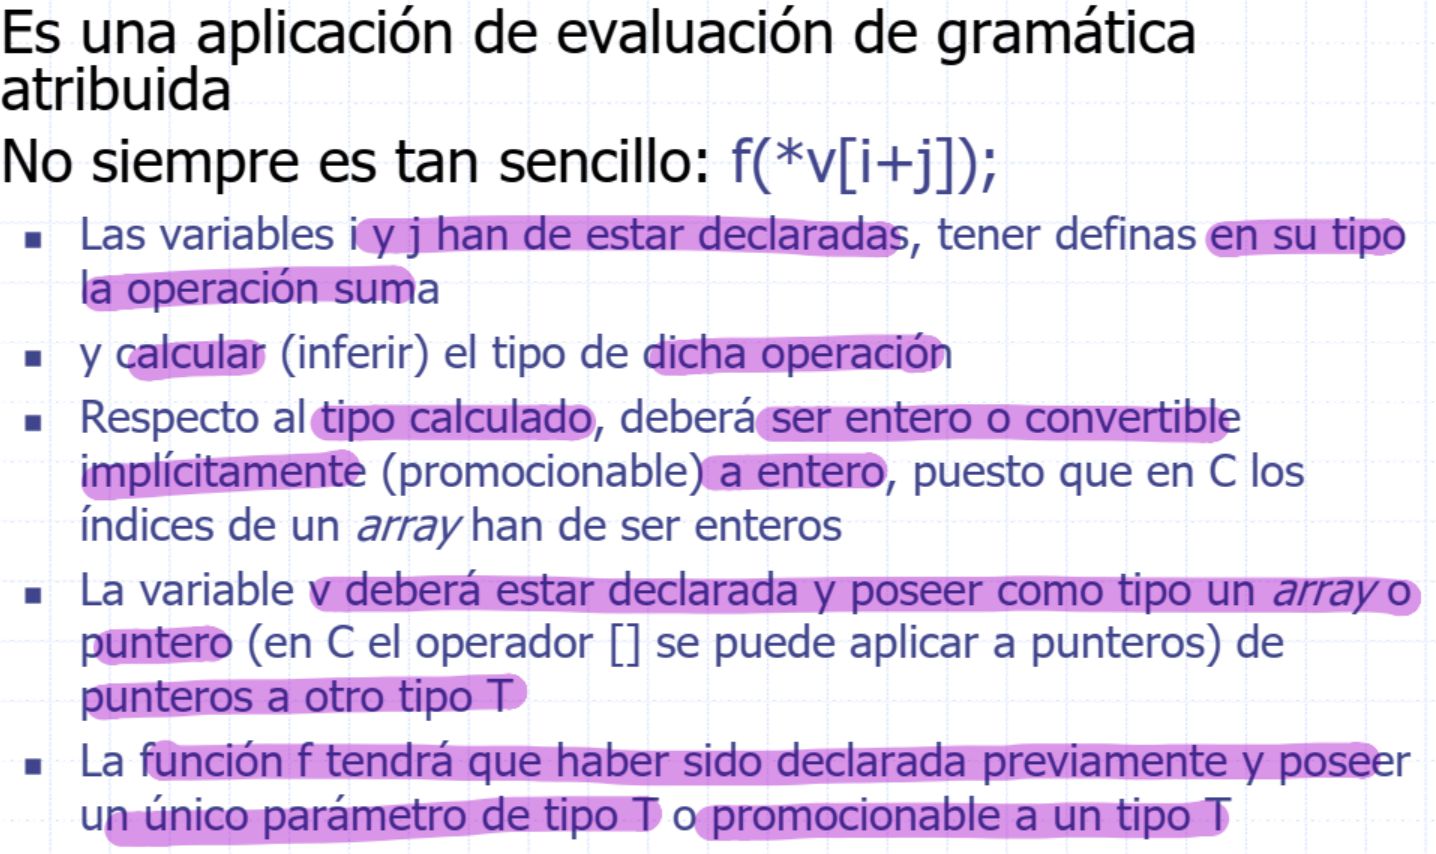 Es una aplicación de evaluación de gramática
atribuida
No siempre es tan sencillo: f(*v[i+j]);
▪ Las variables i y j han de estar declaradas, tener definas en su tipo
la operación suma
▪ y calcular (inferir) el tipo de dicha operación
▪ Respecto al tipo calculado, deberá ser entero o convertible
implícitamente (promocionable) a entero, puesto que en C los
índices de un array han de ser enteros
▪ La variable v deberá estar declarada y poseer como tipo un array o
puntero (en C el operador [] se puede aplicar a punteros) de
punteros a otro tipo T
▪ La función f tendrá que haber sido declarada previamente y poseer
un único parámetro de tipo T o promocionable a un tipo T